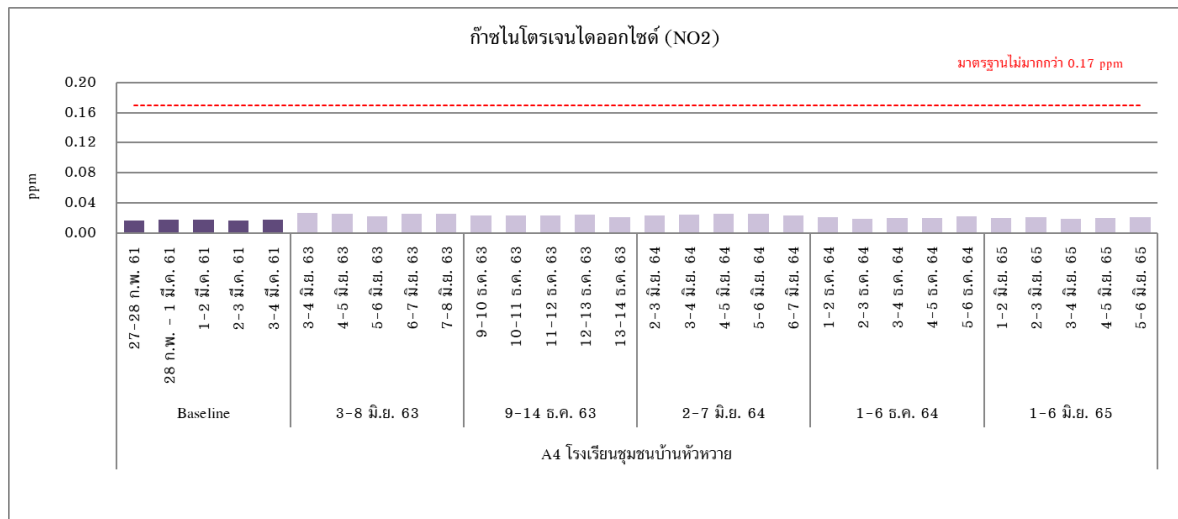 ก๊าซไนโตรเจนไดออกไซด์ (NO2)
มาตรฐานไม่มากกว่า 0.17 ppm
0.20
0.16
0.12
0.08
0.04
0.00
ppm
27-28 ก.พ. 61
28 ก.พ. - 1 มี.ค. 61
1-2 มี.ค. 61
2-3 มี.ค. 61
3-4 มี.ค. 61
3-4 มิ.ย. 63
4-5 มิ.ย. 63
5-6 มิ.ย. 63
6-7 มิ.ย. 63
7-8 มิ.ย. 63
9-10 ธ.ค. 63
10-11 ธ.ค. 63
11-12 ธ.ค. 63
12-13 ธ.ค. 63
13-14 ธ.ค. 63
2-3 มิ.ย. 64
3-4 มิ.ย. 64
4-5 มิ.ย. 64
5-6 มิ.ย. 64
6-7 มิ.ย. 64
1-2 ธ.ค. 64
2-3 ธ.ค. 64
3-4 ธ.ค. 64
4-5 ธ.ค. 64
5-6 ธ.ค. 64
1-2 มิ.ย. 65
2-3 มิ.ย. 65
3-4 มิ.ย. 65
4-5 มิ.ย. 65
5-6 มิ.ย. 65
Baseline
3-8 มิ.ย. 63
9-14 ธ.ค. 63
2-7 มิ.ย. 64
1-6 ธ.ค. 64
1-6 มิ.ย. 65
A4 โรงเรียนชุมชนบ้านหัวหวาย